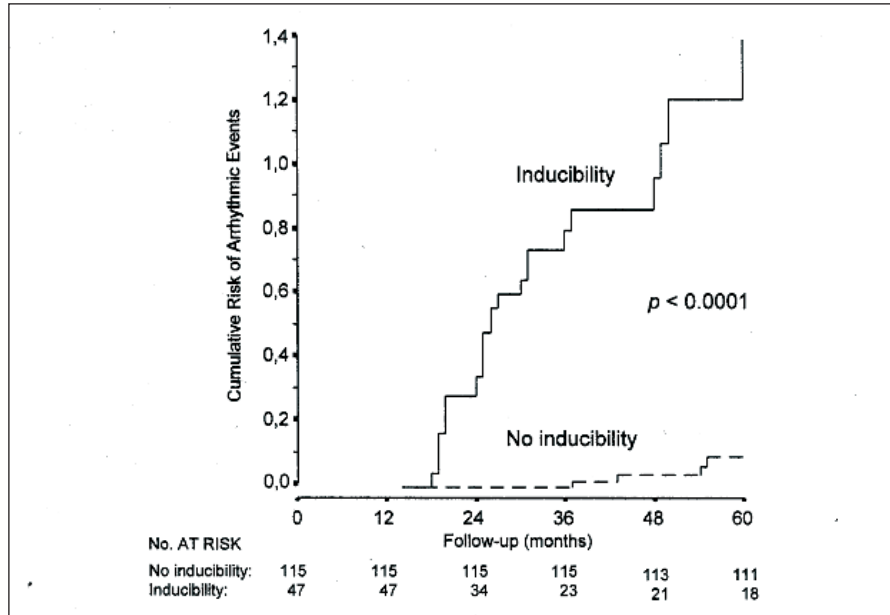 1,4
1,2
1,0
0,8
0,6
0,4
0,2
0,0
Cumulative Risk of Arrhythmic Events
Inducibility
p < 0.0001
No inducibility
0 12 24 36 48 60
Follow-up (months)
No. AT RISK
No inducibility: 115 115 115 115 113 111
Inducibility: 47 47 34 23 21 18